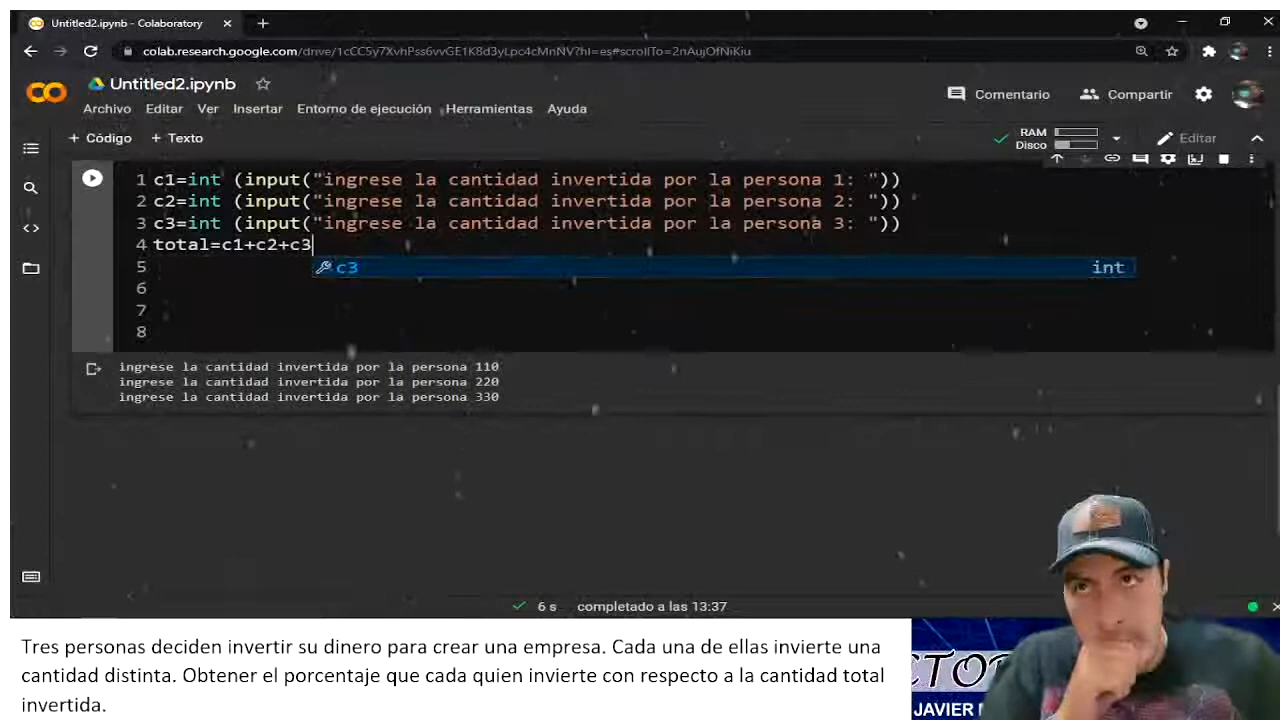 Untitled2.ipynb - Colaboratory
colab.research.google.com/drive/1cCC5y7XvhPss6vvGE1K8d3yLpc4cMnNV?hl=es#scrollTo=2nAujOfNiKiu
Untitled2.ipynb
Comentario
Compartir
Archivo Editar Ver Insertar Entorno de ejecución Herramientas Ayuda
+ Código + Texto
RAM
Disco
Editar
1 c1=int (input("ingrese la cantidad invertida por la persona 1: "))
2 c2=int (input("ingrese la cantidad invertida por la persona 2: "))
3 c3=int (input("ingrese la cantidad invertida por la persona 3: "))
4 total=c1+c2+c3
5 c3 int
6
7
8
ingrese la cantidad invertida por la persona 110
ingrese la cantidad invertida por la persona 220
ingrese la cantidad invertida por la persona 330
6 s completado a las 13:37
Tres personas deciden invertir su dinero para crear una empresa. Cada una de ellas invierte una
cantidad distinta. Obtener el porcentaje que cada quien invierte con respecto a la cantidad total
invertida.
JAVIER